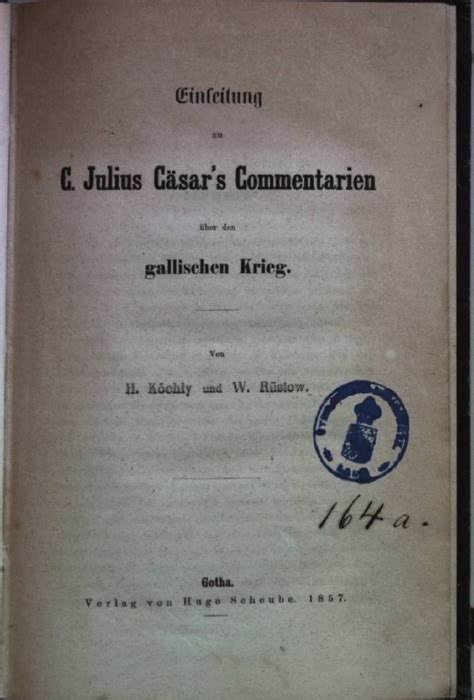 Einleitung
zu
C. Julius Cäsar's Commentarien
über den
gallischen Krieg.
Von
H. Köchly und W. Rüstow.
164 a.
Gotha.
Verlag von Hugo Scheube. 1857.